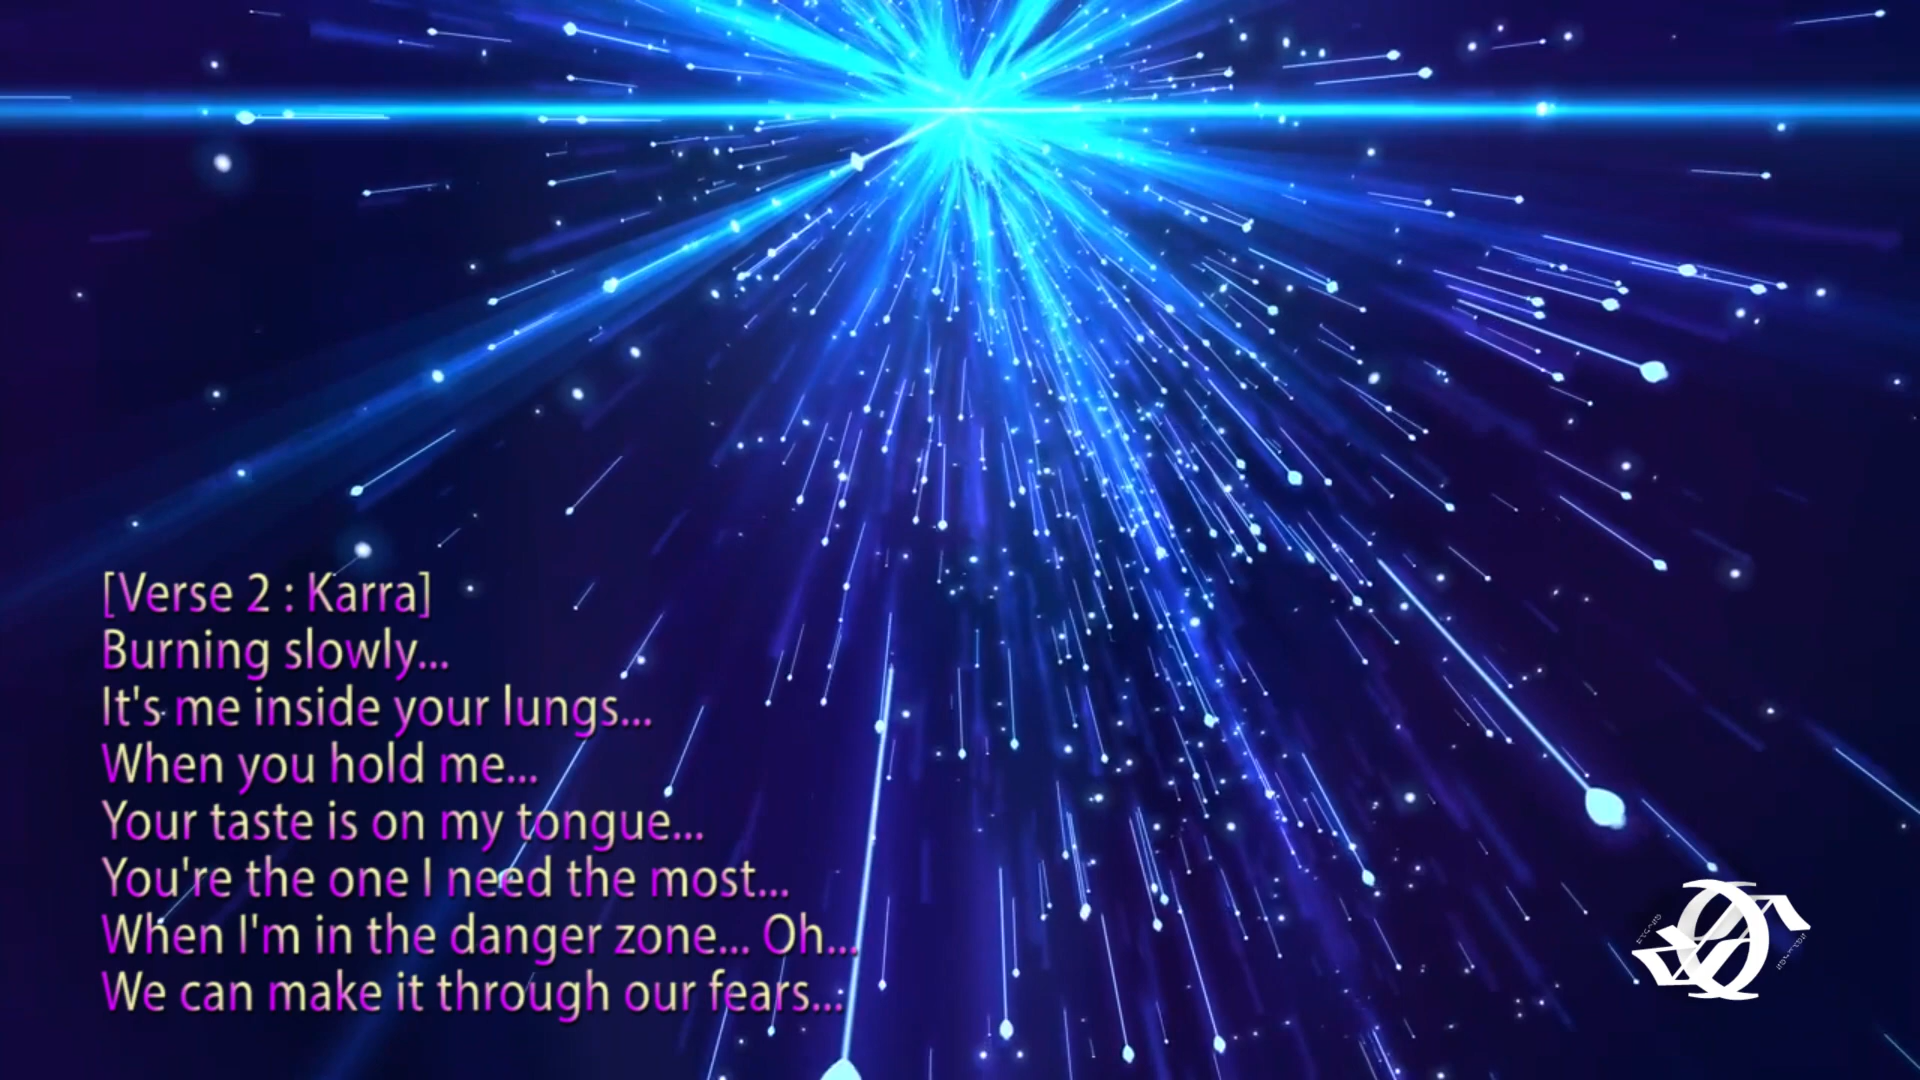 [Verse 2 : Karra]
Burning slowly...
It's me inside your lungs...
When you hold me...
Your taste is on my tongue...
You're the one I need the most...
When I'm in the danger zone... Oh...
We can make it through our fears...